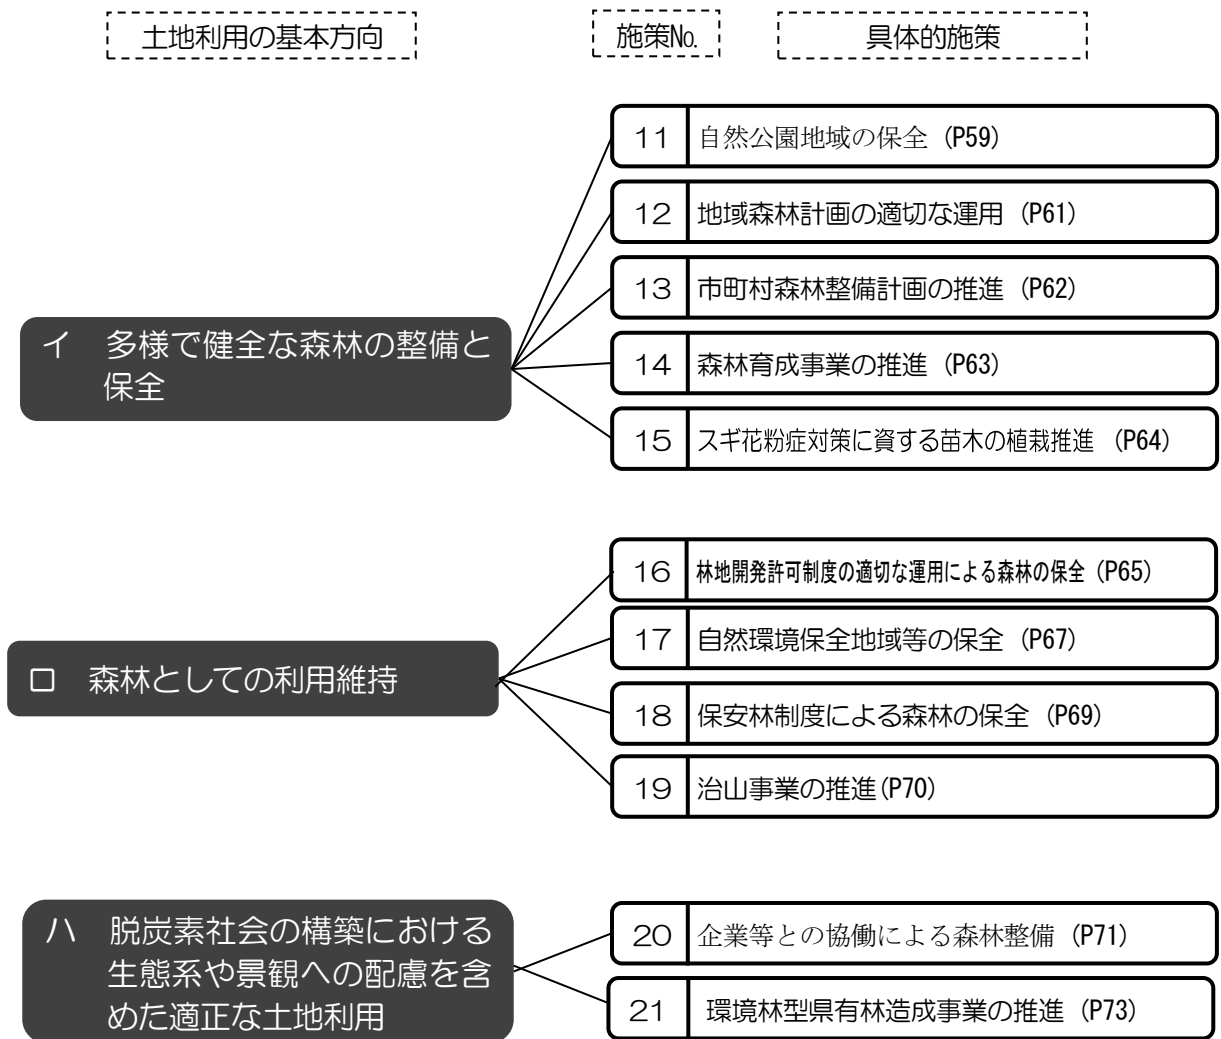 土地利用の基本方向 施策No. 具体的施策
11 自然公園地域の保全 (P59)
12 地域森林計画の適切な運用 (P61)
13 市町村森林整備計画の推進 (P62)
イ 多様で健全な森林の整備と
保全
14 森林育成事業の推進 (P63)
15 スギ花粉症対策に資する苗木の植栽推進 (P64)
16 林地開発許可制度の適切な運用による森林の保全 (P65)
17 自然環境保全地域等の保全 (P67)
ロ 森林としての利用維持
18 保安林制度による森林の保全 (P69)
19 治山事業の推進(P70)
ハ 脱炭素社会の構築における
生態系や景観への配慮を含
めた適正な土地利用
20 企業等との協働による森林整備 (P71)
21 環境林型県有林造成事業の推進 (P73)